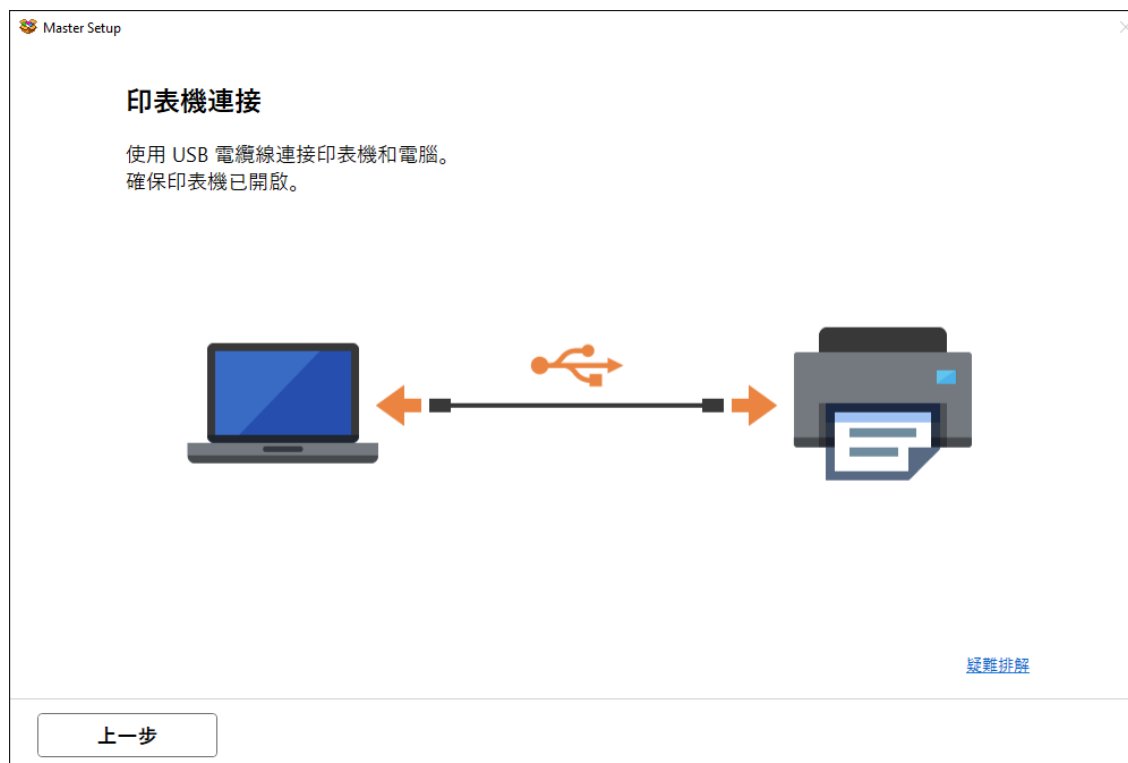 Master Setup
印表機連接
使用 USB 電纜線連接印表機和電腦。
確保印表機已開啟。
疑難排解
上一步